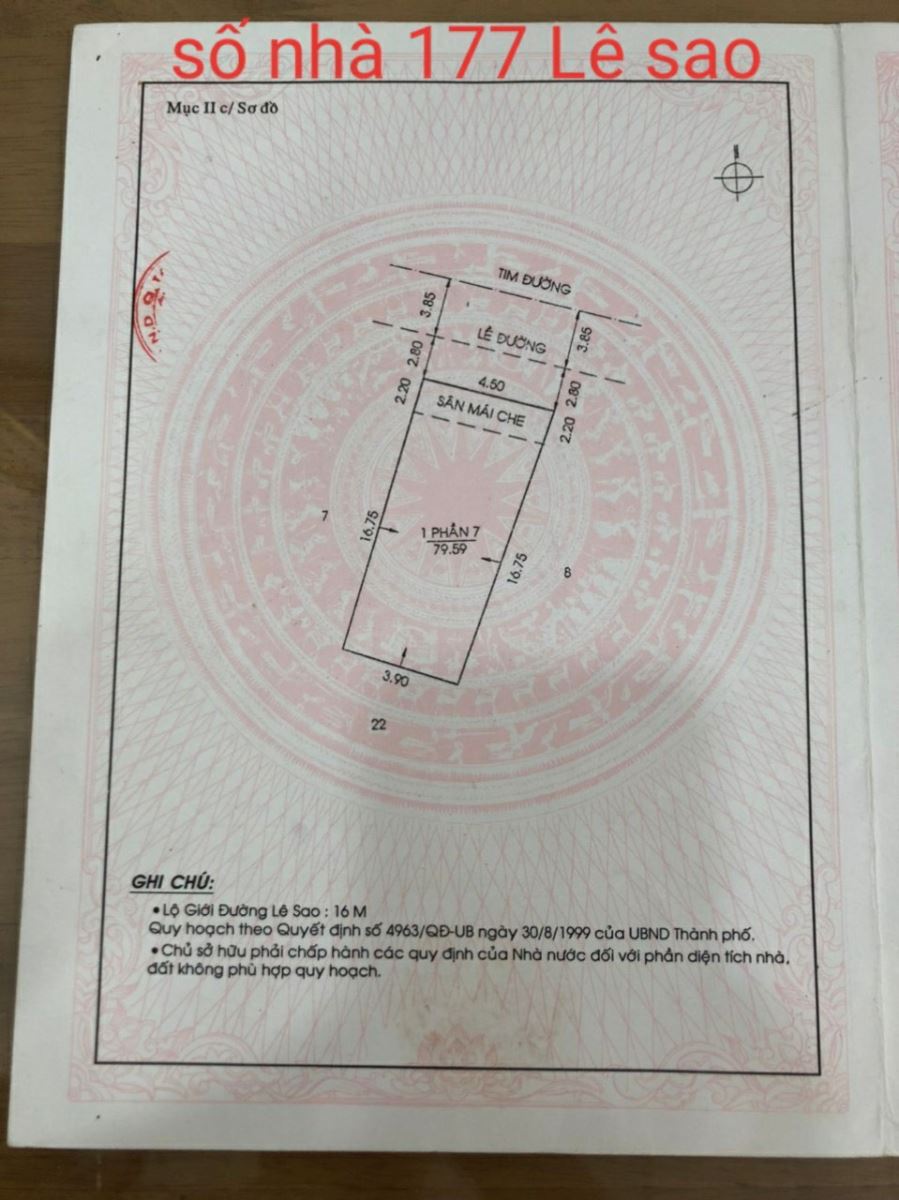 số nhà 177 Lê sao
Mục II c/ Sơ đồ
TIM ĐƯỜNG
3.85
3.85
LỀ ĐƯỜNG
2.80
2.80
4.50
2.20
SÂN MÁI CHE
2.20
7
16.75
1 PHẦN 7
79.59
16.75
8
3.90
22
GHI CHÚ:
• Lộ Giới Đường Lê Sao : 16 M
Quy hoạch theo Quyết định số 4963/QĐ-UB ngày 30/8/1999 của UBND Thành phố.
• Chủ sở hữu phải chấp hành các quy định của Nhà nước đối với phần diện tích nhà,
đất không phù hợp quy hoạch.